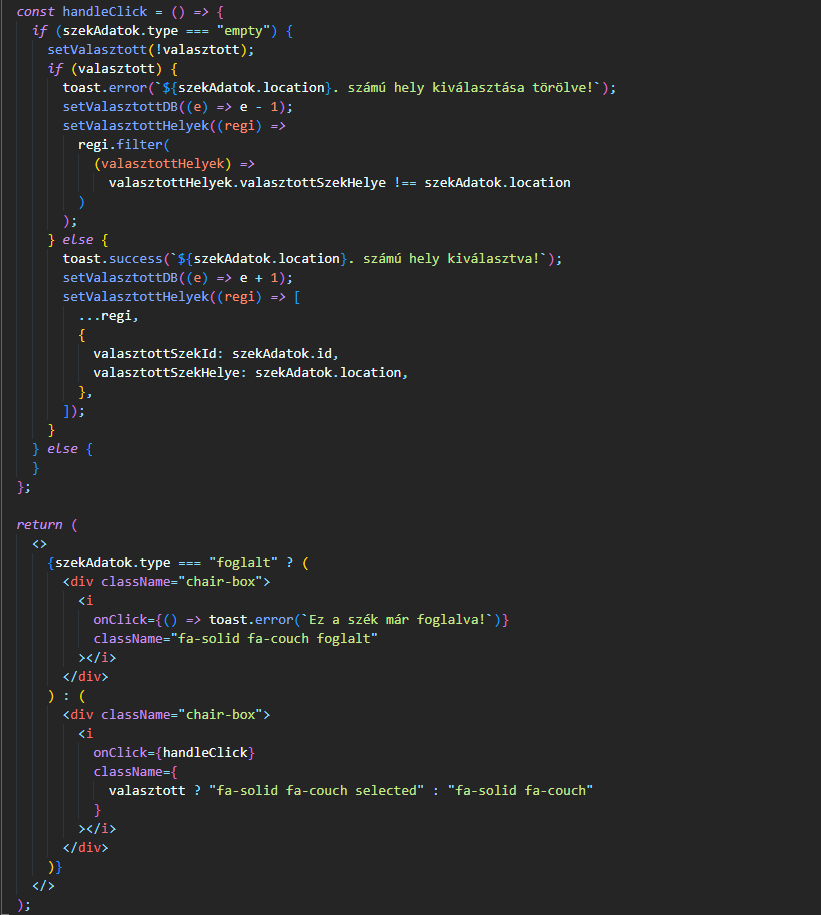 const handleClick = () => {
  if (szekAdatok.type === "empty") {
    setValasztott(!valasztott);
    if (valasztott) {
      toast.error(`${szekAdatok.location}. számú hely kiválasztása törölve!`);
      setValasztottDB((e) => e - 1);
      setValasztottHelyek((regi) =>
        regi.filter(
          (valasztottHelyek) =>
            valasztottHelyek.valasztottSzekHelye !== szekAdatok.location
        )
      );
    } else {
      toast.success(`${szekAdatok.location}. számú hely kiválasztva!`);
      setValasztottDB((e) => e + 1);
      setValasztottHelyek((regi) => [
        ...regi,
        {
          valasztottSzekId: szekAdatok.id,
          valasztottSzekHelye: szekAdatok.location,
        },
      ]);
    }
  } else {
  }
};

return (
  <>
    {szekAdatok.type === "foglalt" ? (
      <div className="chair-box">
        <i
          onClick={() => toast.error(`Ez a szék már foglalva!`)}
          className="fa-solid fa-couch foglalt"
        ></i>
      </div>
    ) : (
      <div className="chair-box">
        <i
          onClick={handleClick}
          className={
            valasztott ? "fa-solid fa-couch selected" : "fa-solid fa-couch"
          }
        ></i>
      </div>
    )}
  </>
);